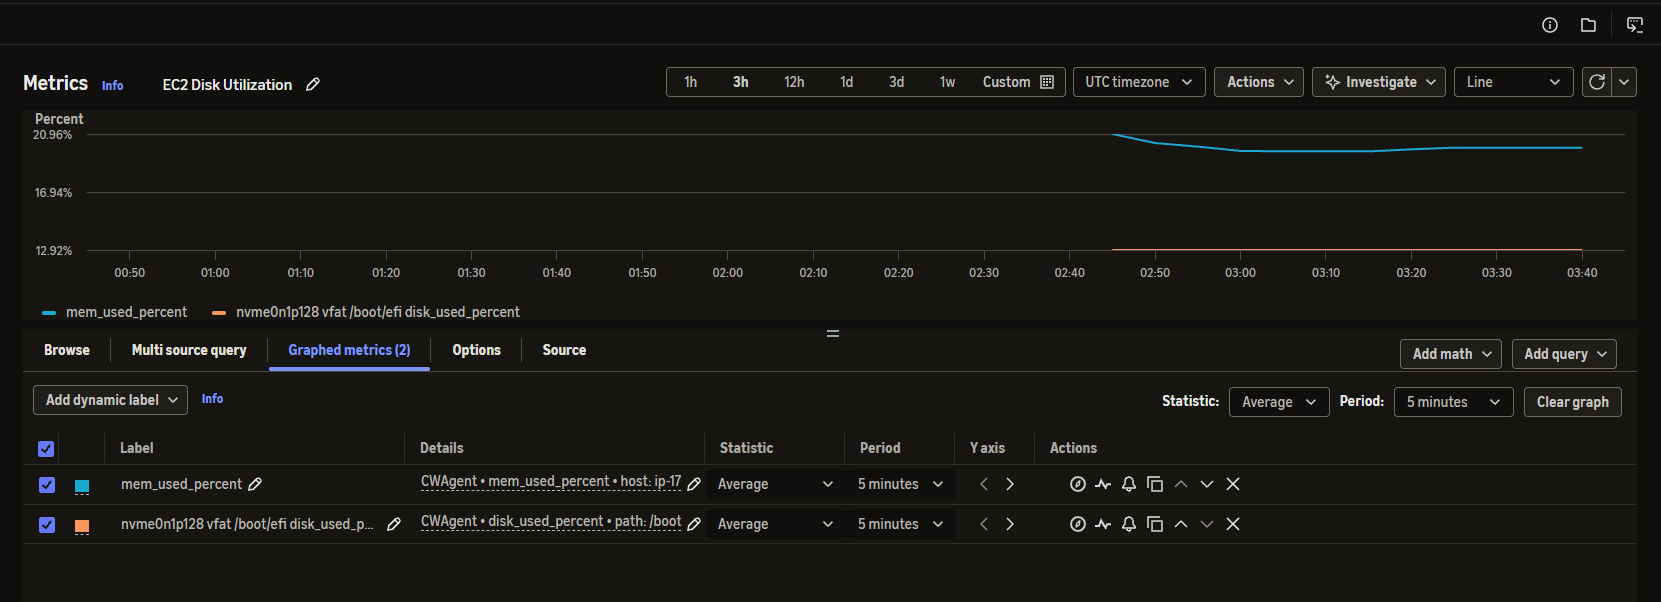 Metrics Info EC2 Disk Utilization 1h 3h 12h 1d 3d 1w Custom UTC timezone Actions Investigate Line
Percent
20.96%
16.94%
12.92%
00:50 01:00 01:10 01:20 01:30 01:40 01:50 02:00 02:10 02:20 02:30 02:40 02:50 03:00 03:10 03:20 03:30 03:40
mem_used_percent nvme0n1p128 vfat /boot/efi disk_used_percent
Browse Multi source query Graphed metrics (2) Options Source Add math Add query
Add dynamic label Info Statistic: Average Period: 5 minutes Clear graph
Label Details Statistic Period Y axis Actions
mem_used_percent CWAgent • mem_used_percent • host: ip-17 Average 5 minutes
nvme0n1p128 vfat /boot/efi disk_used_p... CWAgent • disk_used_percent • path: /boot Average 5 minutes